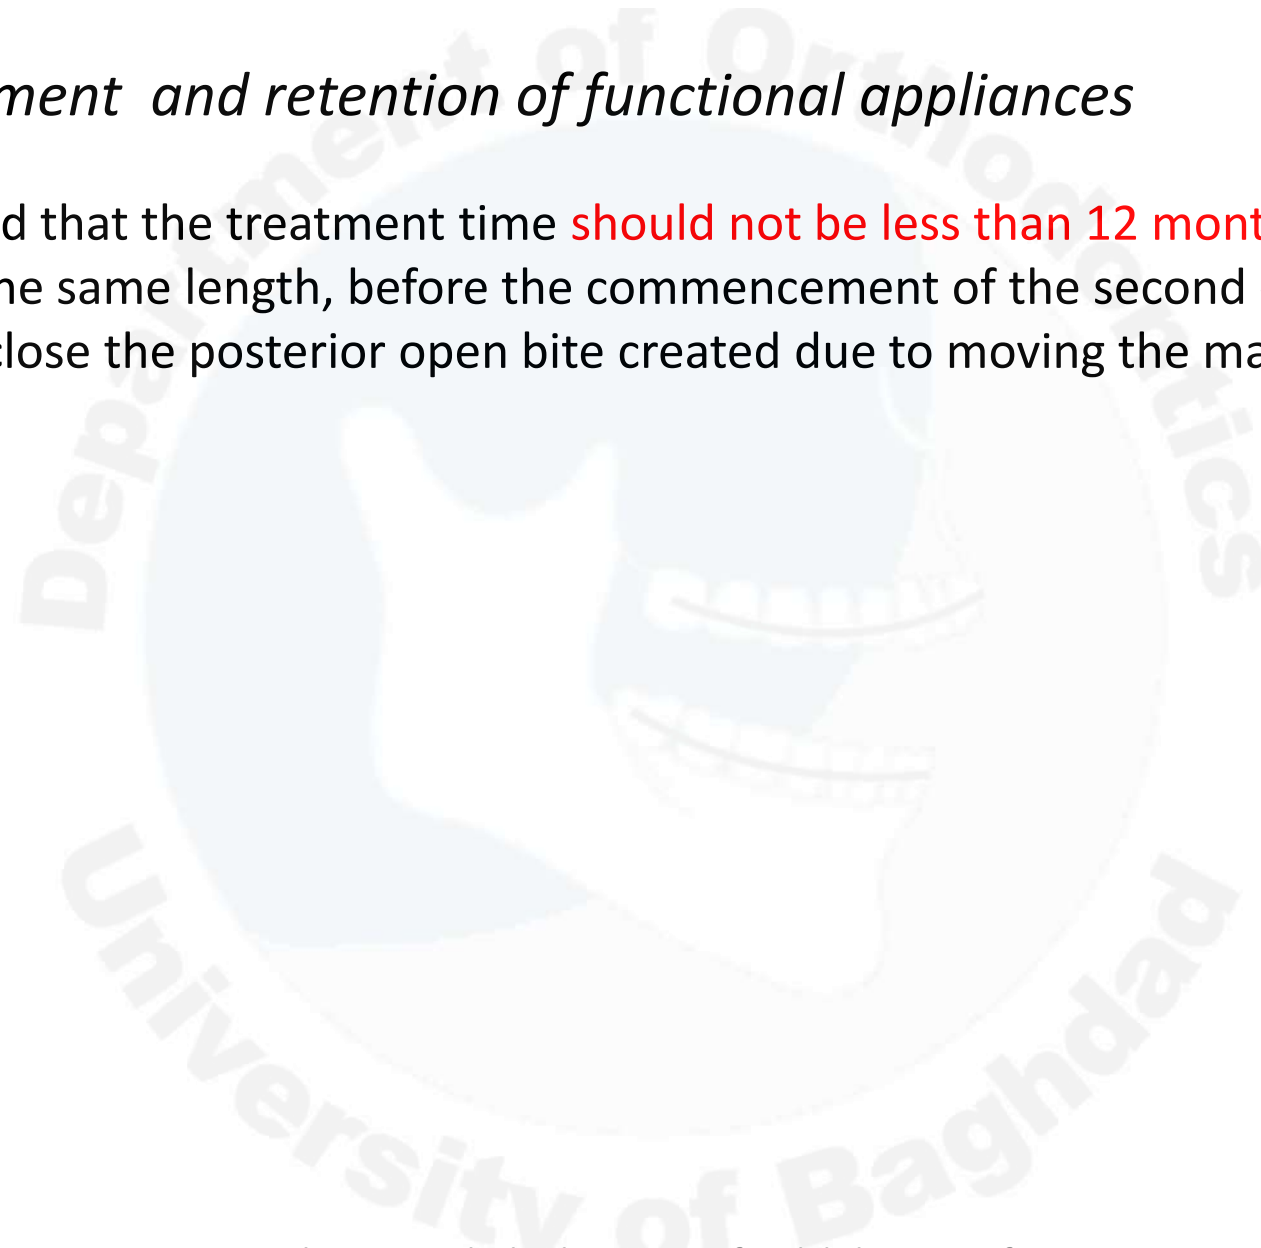 ment and retention of functional appliances
d that the treatment time should not be less than 12 mont
he same length, before the commencement of the second
close the posterior open bite created due to moving the ma
Department of Orthodontics
University of Baghdad